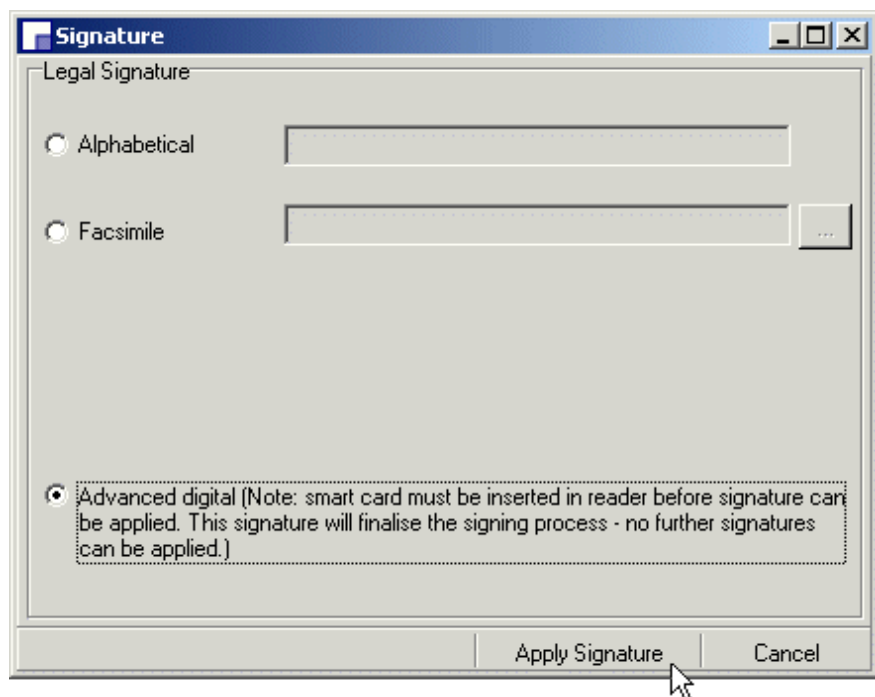 Signature
Legal Signature
Alphabetical
Facsimile
...
Advanced digital (Note: smart card must be inserted in reader before signature can
be applied. This signature will finalise the signing process - no further signatures
can be applied.)
Apply Signature
Cancel